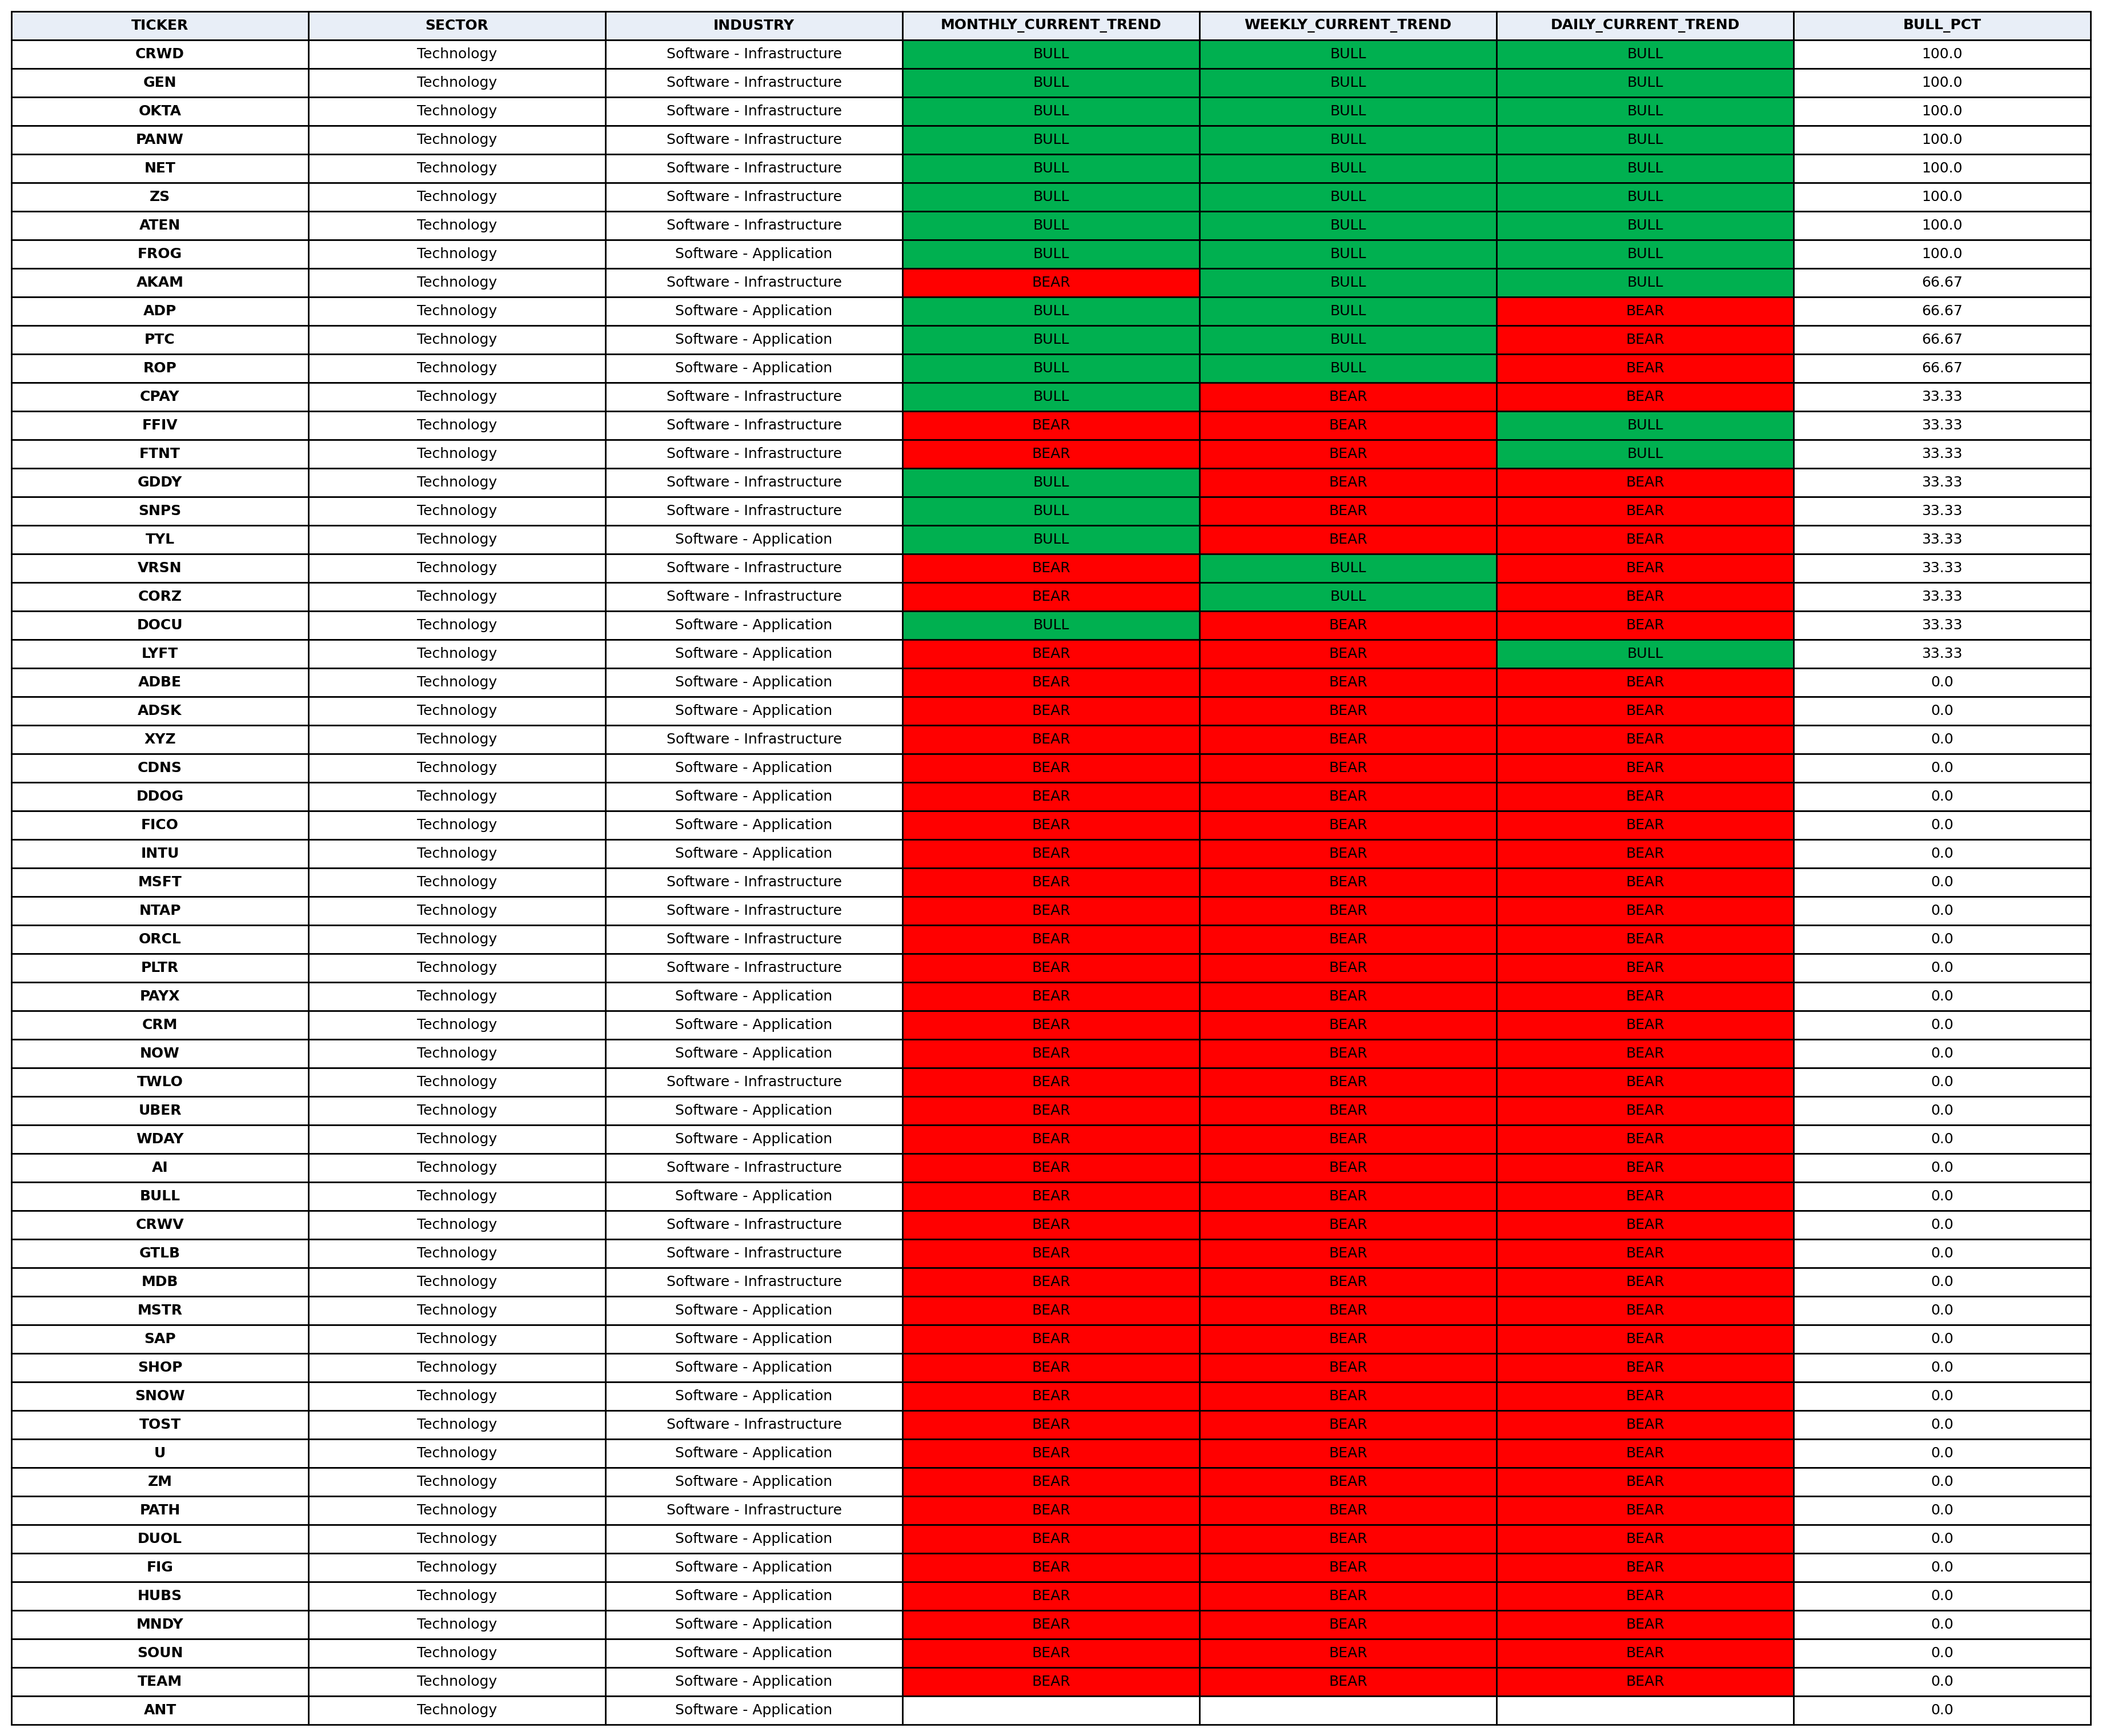 TICKER SECTOR INDUSTRY MONTHLY_CURRENT_TREND WEEKLY_CURRENT_TREND DAILY_CURRENT_TREND BULL_PCT
CRWD Technology Software - Infrastructure BULL BULL BULL 100.0
GEN Technology Software - Infrastructure BULL BULL BULL 100.0
OKTA Technology Software - Infrastructure BULL BULL BULL 100.0
PANW Technology Software - Infrastructure BULL BULL BULL 100.0
NET Technology Software - Infrastructure BULL BULL BULL 100.0
ZS Technology Software - Infrastructure BULL BULL BULL 100.0
ATEN Technology Software - Infrastructure BULL BULL BULL 100.0
FROG Technology Software - Application BULL BULL BULL 100.0
AKAM Technology Software - Infrastructure BEAR BULL BULL 66.67
ADP Technology Software - Application BULL BULL BEAR 66.67
PTC Technology Software - Application BULL BULL BEAR 66.67
ROP Technology Software - Application BULL BULL BEAR 66.67
CPAY Technology Software - Infrastructure BULL BEAR BEAR 33.33
FFIV Technology Software - Infrastructure BEAR BEAR BULL 33.33
FTNT Technology Software - Infrastructure BEAR BEAR BULL 33.33
GDDY Technology Software - Infrastructure BULL BEAR BEAR 33.33
SNPS Technology Software - Infrastructure BULL BEAR BEAR 33.33
TYL Technology Software - Application BULL BEAR BEAR 33.33
VRSN Technology Software - Infrastructure BEAR BULL BEAR 33.33
CORZ Technology Software - Infrastructure BEAR BULL BEAR 33.33
DOCU Technology Software - Application BULL BEAR BEAR 33.33
LYFT Technology Software - Application BEAR BEAR BULL 33.33
ADBE Technology Software - Application BEAR BEAR BEAR 0.0
ADSK Technology Software - Application BEAR BEAR BEAR 0.0
XYZ Technology Software - Infrastructure BEAR BEAR BEAR 0.0
CDNS Technology Software - Application BEAR BEAR BEAR 0.0
DDOG Technology Software - Application BEAR BEAR BEAR 0.0
FICO Technology Software - Application BEAR BEAR BEAR 0.0
INTU Technology Software - Application BEAR BEAR BEAR 0.0
MSFT Technology Software - Infrastructure BEAR BEAR BEAR 0.0
NTAP Technology Software - Infrastructure BEAR BEAR BEAR 0.0
ORCL Technology Software - Infrastructure BEAR BEAR BEAR 0.0
PLTR Technology Software - Infrastructure BEAR BEAR BEAR 0.0
PAYX Technology Software - Application BEAR BEAR BEAR 0.0
CRM Technology Software - Application BEAR BEAR BEAR 0.0
NOW Technology Software - Application BEAR BEAR BEAR 0.0
TWLO Technology Software - Infrastructure BEAR BEAR BEAR 0.0
UBER Technology Software - Application BEAR BEAR BEAR 0.0
WDAY Technology Software - Application BEAR BEAR BEAR 0.0
AI Technology Software - Infrastructure BEAR BEAR BEAR 0.0
BULL Technology Software - Application BEAR BEAR BEAR 0.0
CRWV Technology Software - Infrastructure BEAR BEAR BEAR 0.0
GTLB Technology Software - Infrastructure BEAR BEAR BEAR 0.0
MDB Technology Software - Infrastructure BEAR BEAR BEAR 0.0
MSTR Technology Software - Application BEAR BEAR BEAR 0.0
SAP Technology Software - Application BEAR BEAR BEAR 0.0
SHOP Technology Software - Application BEAR BEAR BEAR 0.0
SNOW Technology Software - Application BEAR BEAR BEAR 0.0
TOST Technology Software - Infrastructure BEAR BEAR BEAR 0.0
U Technology Software - Application BEAR BEAR BEAR 0.0
ZM Technology Software - Application BEAR BEAR BEAR 0.0
PATH Technology Software - Infrastructure BEAR BEAR BEAR 0.0
DUOL Technology Software - Application BEAR BEAR BEAR 0.0
FIG Technology Software - Application BEAR BEAR BEAR 0.0
HUBS Technology Software - Application BEAR BEAR BEAR 0.0
MNDY Technology Software - Application BEAR BEAR BEAR 0.0
SOUN Technology Software - Application BEAR BEAR BEAR 0.0
TEAM Technology Software - Application BEAR BEAR BEAR 0.0
ANT Technology Software - Application 0.0